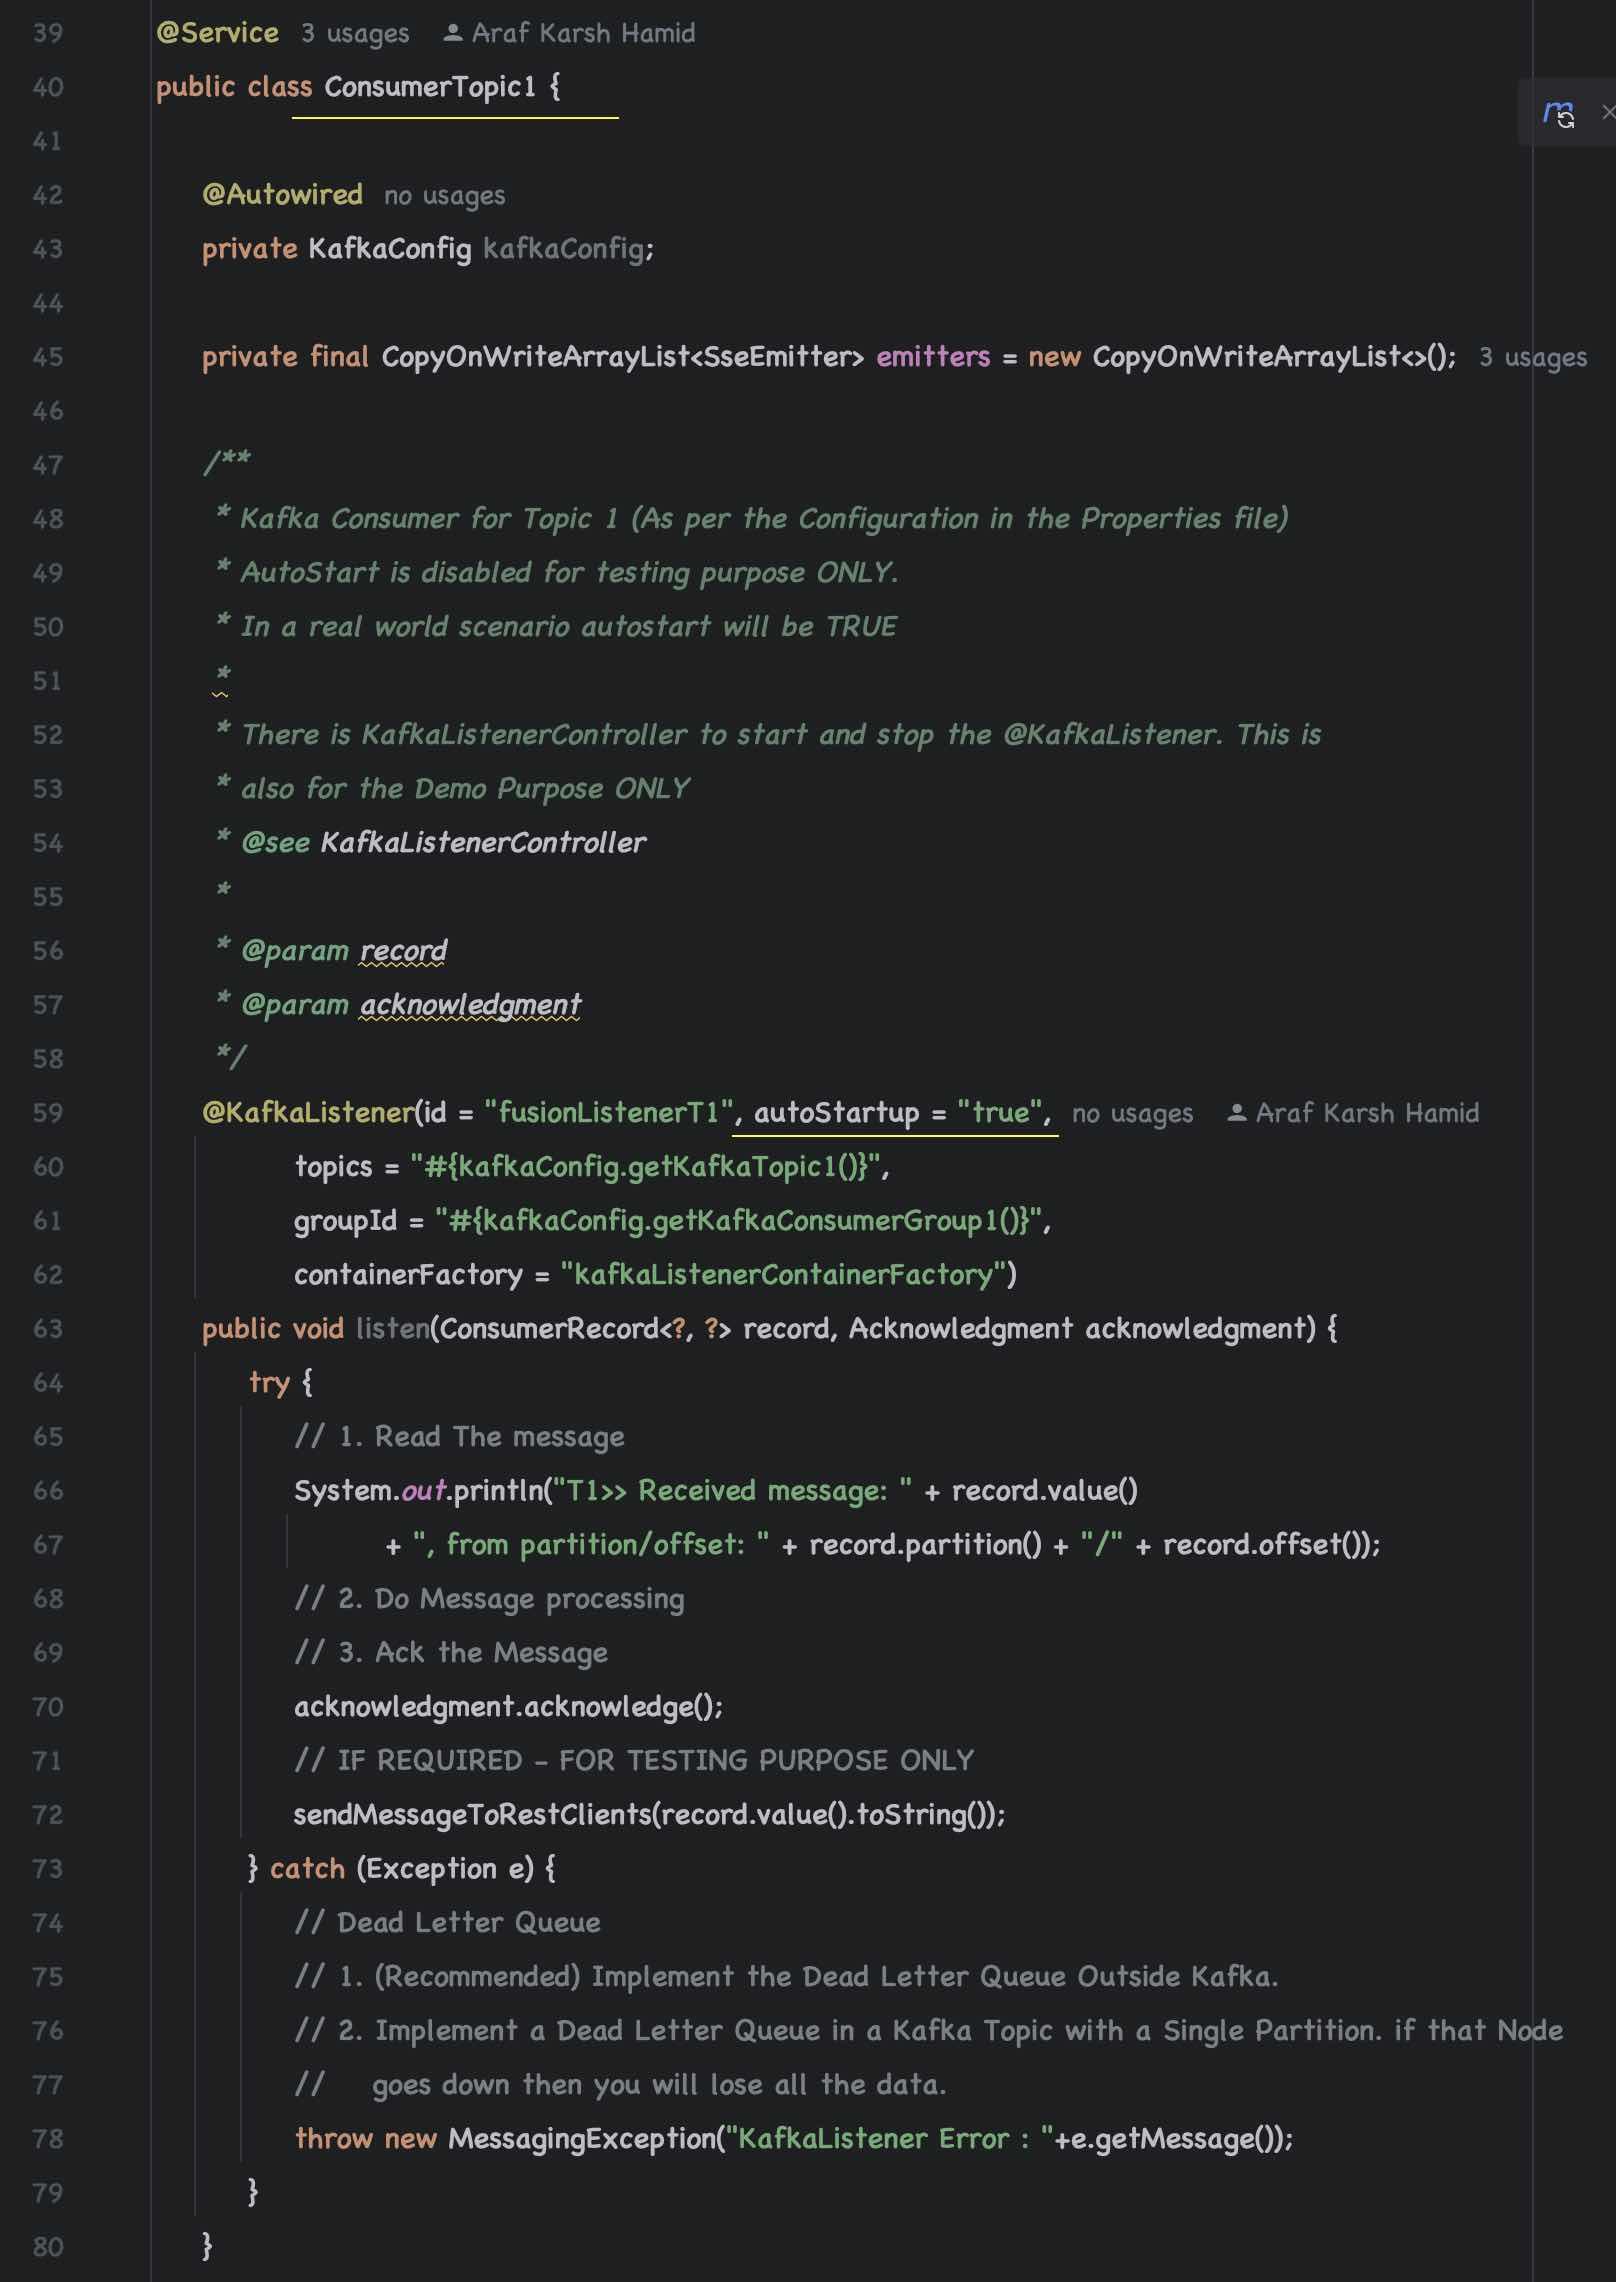 39 @Service 3 usages Araf Karsh Hamid
40 public class ConsumerTopic1 {
41
42 @Autowired no usages
43 private KafkaConfig kafkaConfig;
44
45 private final CopyOnWriteArrayList<SseEmitter> emitters = new CopyOnWriteArrayList<>(); 3 usages
46
47 /**
48 * Kafka Consumer for Topic 1 (As per the Configuration in the Properties file)
49 * AutoStart is disabled for testing purpose ONLY.
50 * In a real world scenario autostart will be TRUE
51 *
52 * There is KafkaListenerController to start and stop the @KafkaListener. This is
53 * also for the Demo Purpose ONLY
54 * @see KafkaListenerController
55 *
56 * @param record
57 * @param acknowledgment
58 */
59 @KafkaListener(id = "fusionListenerT1", autoStartup = "true", no usages Araf Karsh Hamid
60 topics = "#{kafkaConfig.getKafkaTopic1()}",
61 groupId = "#{kafkaConfig.getKafkaConsumerGroup1()}",
62 containerFactory = "kafkaListenerContainerFactory")
63 public void listen(ConsumerRecord<?, ?> record, Acknowledgment acknowledgment) {
64 try {
65 // 1. Read The message
66 System.out.println("T1>> Received message: " + record.value()
67 + ", from partition/offset: " + record.partition() + "/" + record.offset());
68 // 2. Do Message processing
69 // 3. Ack the Message
70 acknowledgment.acknowledge();
71 // IF REQUIRED - FOR TESTING PURPOSE ONLY
72 sendMessageToRestClients(record.value().toString());
73 } catch (Exception e) {
74 // Dead Letter Queue
75 // 1. (Recommended) Implement the Dead Letter Queue Outside Kafka.
76 // 2. Implement a Dead Letter Queue in a Kafka Topic with a Single Partition. if that Node
77 // goes down then you will lose all the data.
78 throw new MessagingException("KafkaListener Error : "+e.getMessage());
79 }
80 }